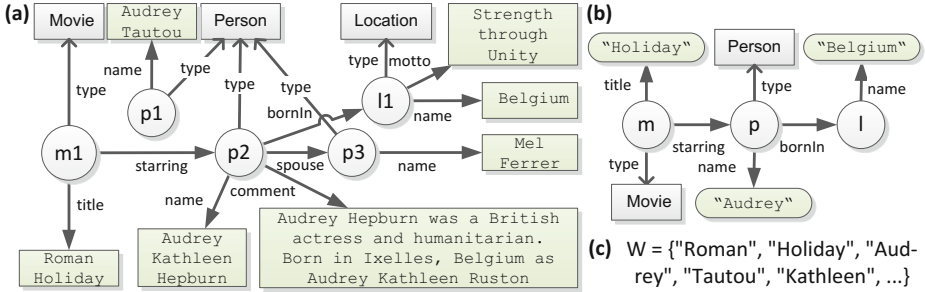 (a)
Movie
Audrey
Tautou
Person
Location
Strength
through
Unity
name
type
type
type
type
type
motto
bornIn
name
p1
l1
Belgium
m1
starring
p2
spouse
p3
name
Mel
Ferrer
title
name
comment
Roman
Holiday
Audrey
Kathleen
Hepburn
Audrey Hepburn was a British
actress and humanitarian.
Born in Ixelles, Belgium as
Audrey Kathleen Ruston
(b)
"Holiday"
Person
"Belgium"
title
type
name
m
starring
p
bornIn
l
type
name
Movie
"Audrey"
(c) W = {"Roman", "Holiday", "Aud-
rey", "Tautou", "Kathleen", ...}